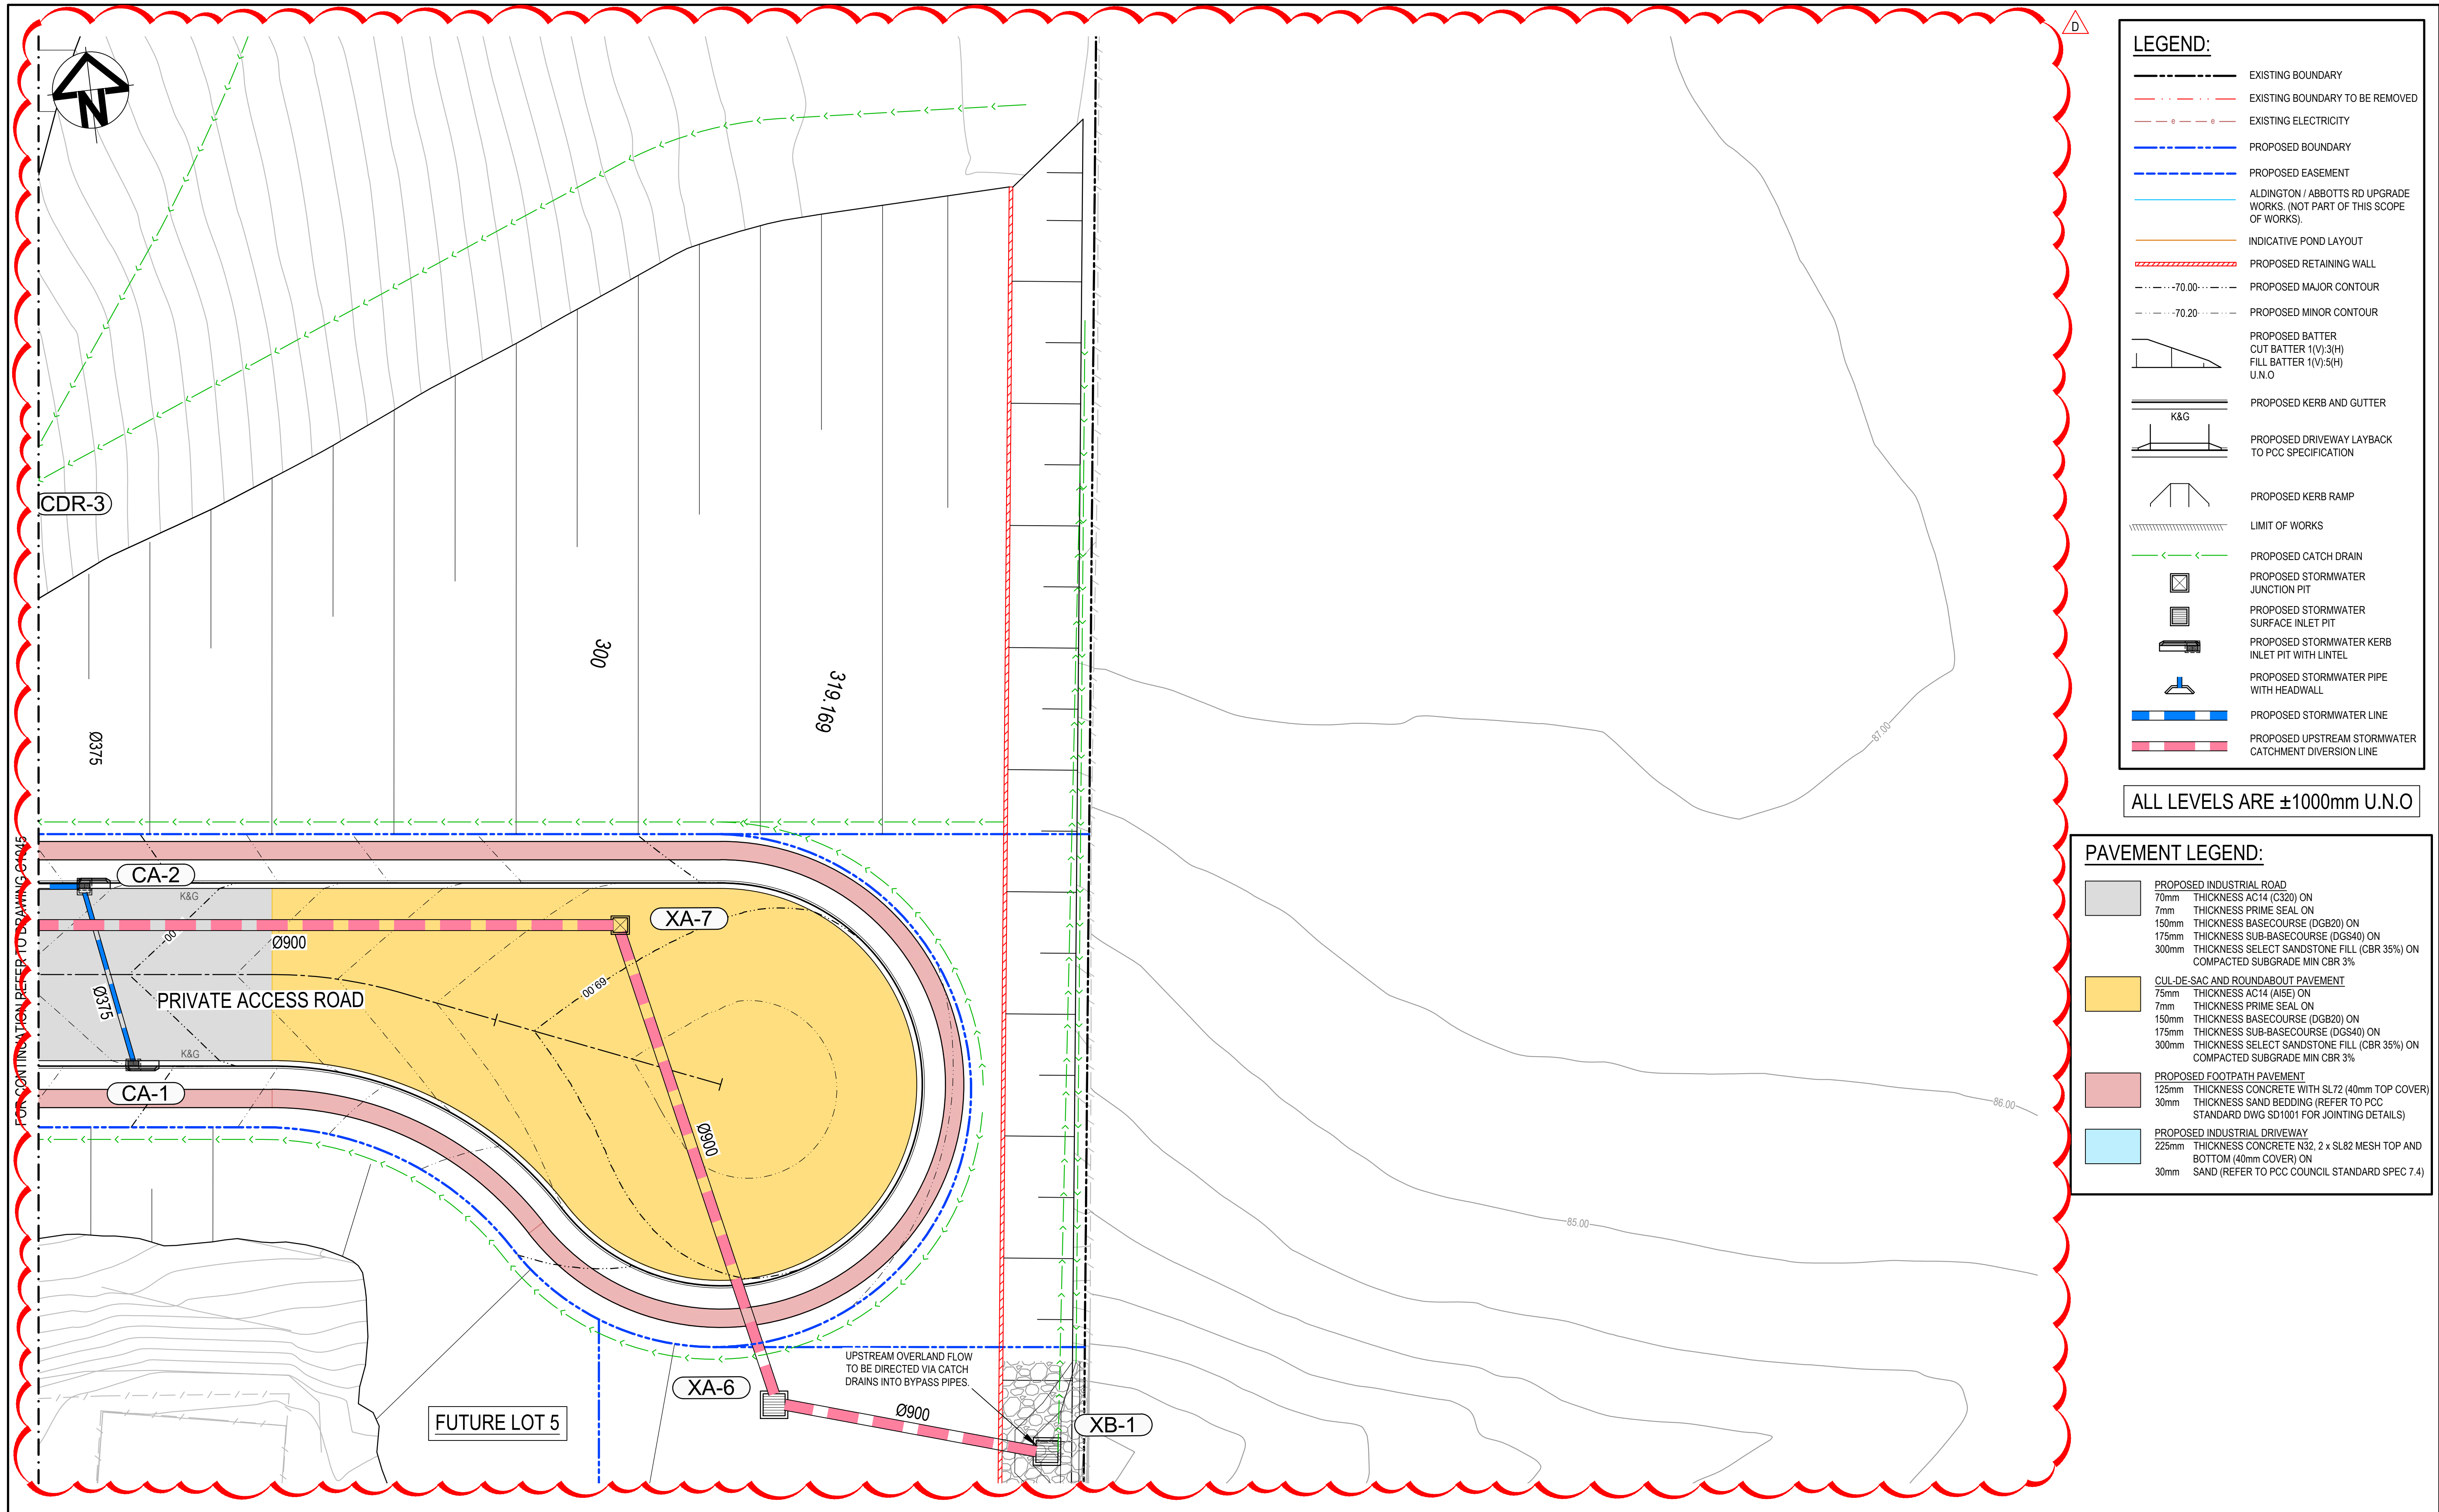 N
D
CDR-3
300
319.169
Ø375
FOR CONTINUATION REFER TO DRAWING C1045
CA-2
K&G
XA-7
Ø900
00
PRIVATE ACCESS ROAD
69.00
Ø375
K&G
CA-1
Ø900
UPSTREAM OVERLAND FLOW
TO BE DIRECTED VIA CATCH
DRAINS INTO BYPASS PIPES.
XA-6
Ø900
XB-1
FUTURE LOT 5
87.00
86.00
85.00
LEGEND:
EXISTING BOUNDARY
EXISTING BOUNDARY TO BE REMOVED
e e EXISTING ELECTRICITY
PROPOSED BOUNDARY
PROPOSED EASEMENT
ALDINGTON / ABBOTTS RD UPGRADE
WORKS. (NOT PART OF THIS SCOPE
OF WORKS).
INDICATIVE POND LAYOUT
PROPOSED RETAINING WALL
70.00 PROPOSED MAJOR CONTOUR
70.20 PROPOSED MINOR CONTOUR
PROPOSED BATTER
CUT BATTER 1(V):3(H)
FILL BATTER 1(V):5(H)
U.N.O
PROPOSED KERB AND GUTTER
K&G
PROPOSED DRIVEWAY LAYBACK
TO PCC SPECIFICATION
PROPOSED KERB RAMP
LIMIT OF WORKS
PROPOSED CATCH DRAIN
PROPOSED STORMWATER
JUNCTION PIT
PROPOSED STORMWATER
SURFACE INLET PIT
PROPOSED STORMWATER KERB
INLET PIT WITH LINTEL
PROPOSED STORMWATER PIPE
WITH HEADWALL
PROPOSED STORMWATER LINE
PROPOSED UPSTREAM STORMWATER
CATCHMENT DIVERSION LINE
ALL LEVELS ARE ±1000mm U.N.O
PAVEMENT LEGEND:
PROPOSED INDUSTRIAL ROAD
70mm THICKNESS AC14 (C320) ON
7mm THICKNESS PRIME SEAL ON
150mm THICKNESS BASECOURSE (DGB20) ON
175mm THICKNESS SUB-BASECOURSE (DGS40) ON
300mm THICKNESS SELECT SANDSTONE FILL (CBR 35%) ON
COMPACTED SUBGRADE MIN CBR 3%
CUL-DE-SAC AND ROUNDABOUT PAVEMENT
75mm THICKNESS AC14 (AI5E) ON
7mm THICKNESS PRIME SEAL ON
150mm THICKNESS BASECOURSE (DGB20) ON
175mm THICKNESS SUB-BASECOURSE (DGS40) ON
300mm THICKNESS SELECT SANDSTONE FILL (CBR 35%) ON
COMPACTED SUBGRADE MIN CBR 3%
PROPOSED FOOTPATH PAVEMENT
125mm THICKNESS CONCRETE WITH SL72 (40mm TOP COVER)
30mm THICKNESS SAND BEDDING (REFER TO PCC
STANDARD DWG SD1001 FOR JOINTING DETAILS)
PROPOSED INDUSTRIAL DRIVEWAY
225mm THICKNESS CONCRETE N32, 2 x SL82 MESH TOP AND
BOTTOM (40mm COVER) ON
30mm SAND (REFER TO PCC COUNCIL STANDARD SPEC 7.4)